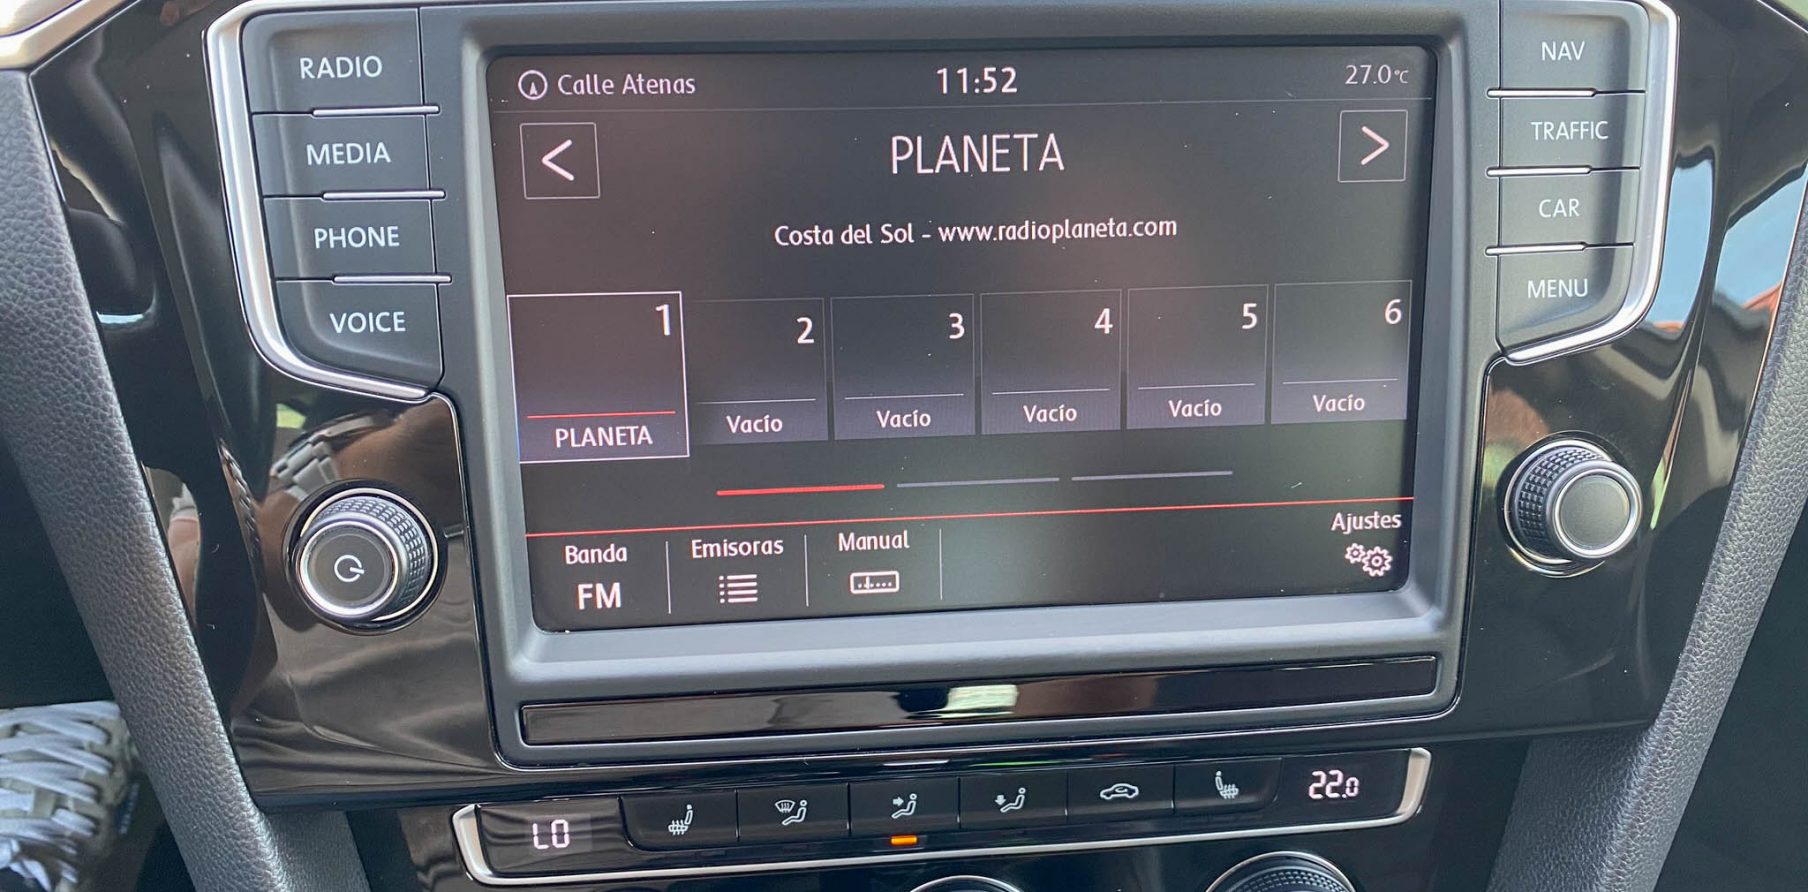 RADIO
MEDIA
PHONE
VOICE
Calle Atenas 11:52 27.0°C
< PLANETA >
Costa del Sol - www.radioplaneta.com
1 2 3 4 5 6
PLANETA Vacío Vacío Vacío Vacío Vacío
Banda Emisoras Manual Ajustes
FM
NAV
TRAFFIC
CAR
MENU
LO 22.0